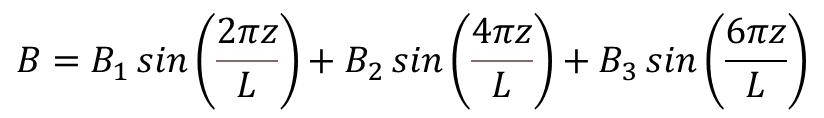 B = B₁ sin(2πz/L) + B₂ sin(4πz/L) + B₃ sin(6πz/L)